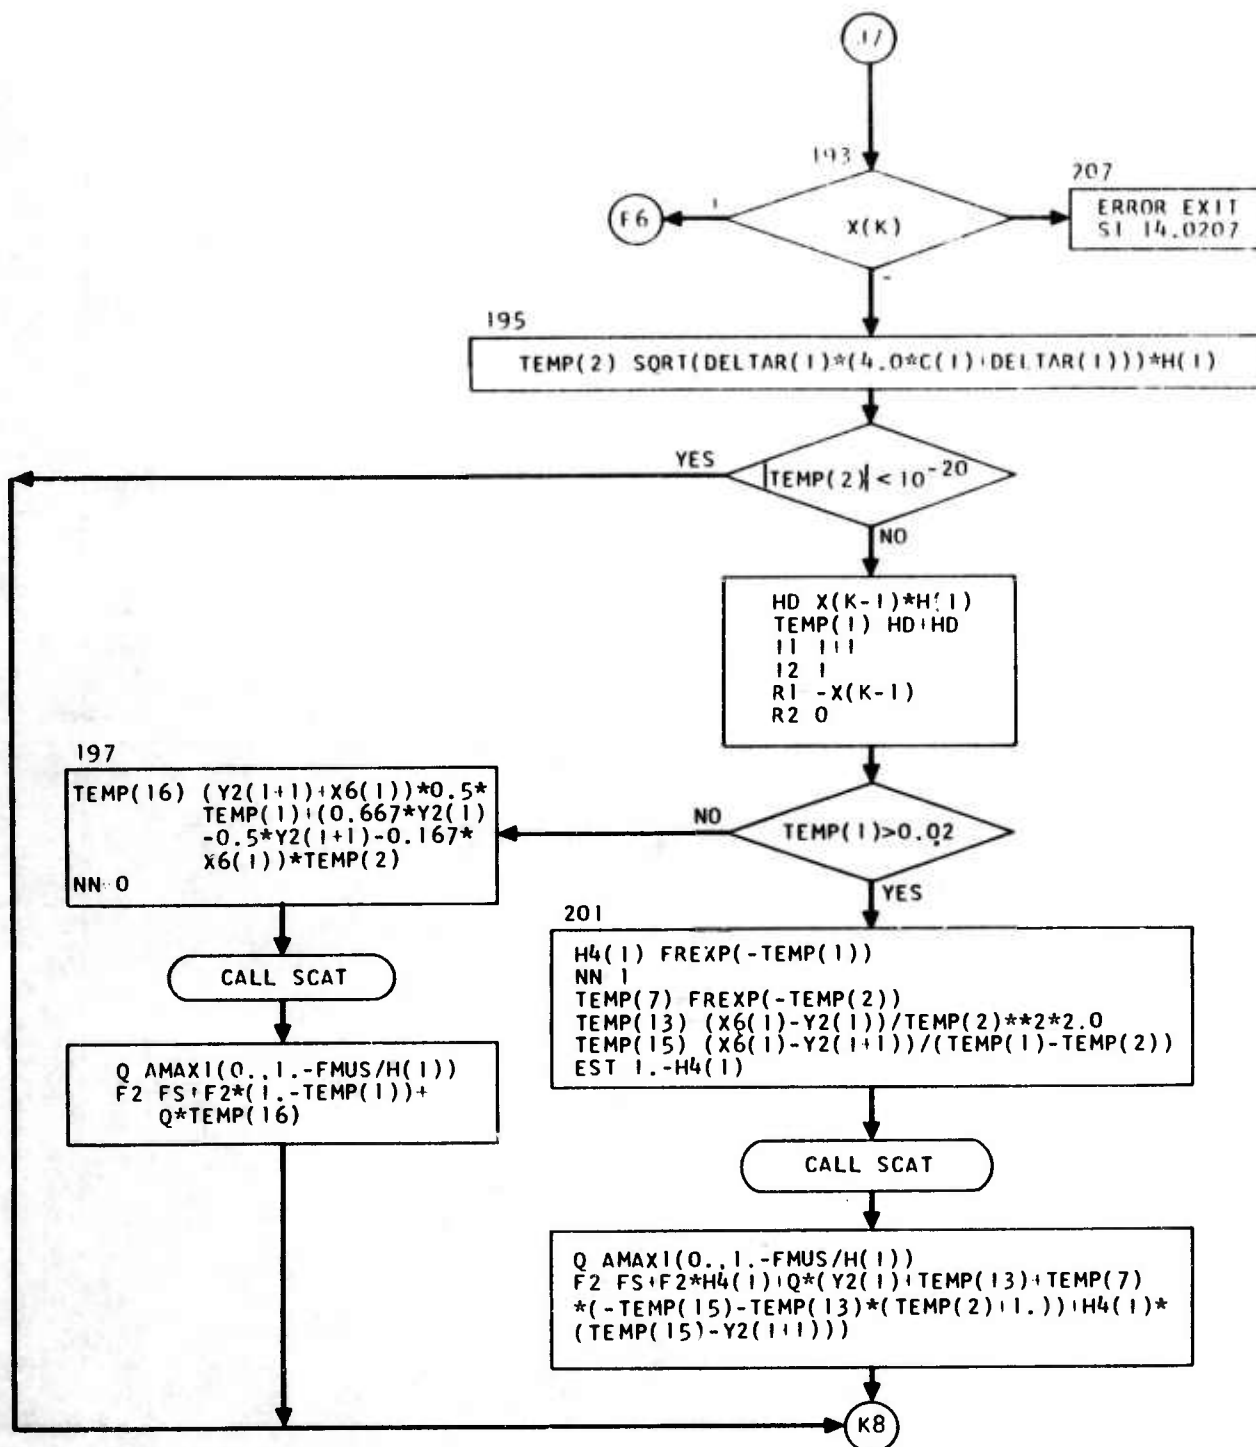 193
207
F6
X(K)
ERROR EXIT
S1 14.0207
195
TEMP(2) SQRT(DELTAR(I)*(4.0*C(I)+DELTAR(I)))*H(I)
YES
|TEMP(2)| < 10^-20
NO
HD X(K-1)*H(I)
TEMP(1) HD+HD
I1 I+1
I2 I
R1 -X(K-1)
R2 0
197
TEMP(16) (Y2(I+1)+X6(I))*0.5*
TEMP(1)+(0.667*Y2(I)
-0.5*Y2(I+1)-0.167*
X6(I))*TEMP(2)
NN 0
NO
TEMP(1)>0.02
YES
201
H4(I) FREXP(-TEMP(1))
NN 1
TEMP(7) FREXP(-TEMP(2))
TEMP(13) (X6(I)-Y2(I))/TEMP(2)**2*2.0
TEMP(15) (X6(I)-Y2(I+1))/(TEMP(1)-TEMP(2))
EST 1.-H4(I)
CALL SCAT
Q AMAX1(0.,1.-FMUS/H(I))
F2 FS+F2*(1.-TEMP(1))+
Q*TEMP(16)
CALL SCAT
Q AMAX1(0.,1.-FMUS/H(I))
F2 FS+F2*H4(I)+Q*(Y2(I)+TEMP(13)+TEMP(7)
*(-TEMP(15)-TEMP(13)*(TEMP(2)+1.))+H4(I)*
(TEMP(15)-Y2(I+1)))
K8